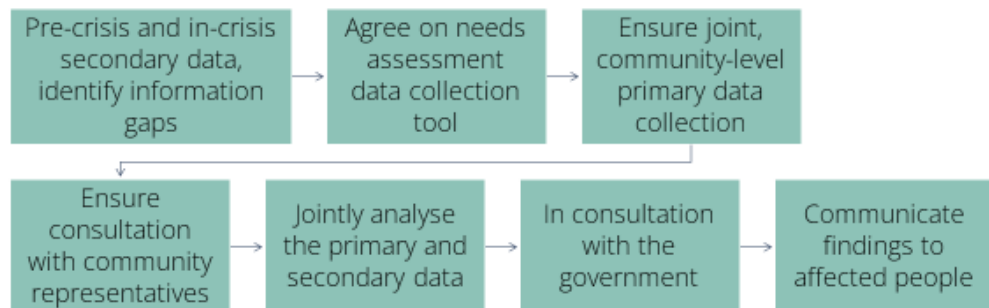 Pre-crisis and in-crisis
secondary data,
identify information
gaps
Agree on needs
assessment
data collection
tool
Ensure joint,
community-level
primary data
collection
Ensure
consultation
with community
representatives
Jointly analyse
the primary and
secondary data
In consultation
with the
government
Communicate
findings to
affected people